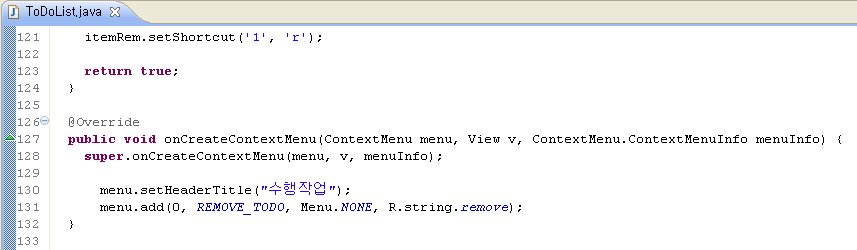 ToDoList.java
121 itemRem.setShortcut('1', 'r');
122
123 return true;
124 }
125
126 @Override
127 public void onCreateContextMenu(ContextMenu menu, View v, ContextMenu.ContextMenuInfo menuInfo) {
128 super.onCreateContextMenu(menu, v, menuInfo);
129
130 menu.setHeaderTitle("수행작업");
131 menu.add(0, REMOVE_TODO, Menu.NONE, R.string.remove);
132 }
133